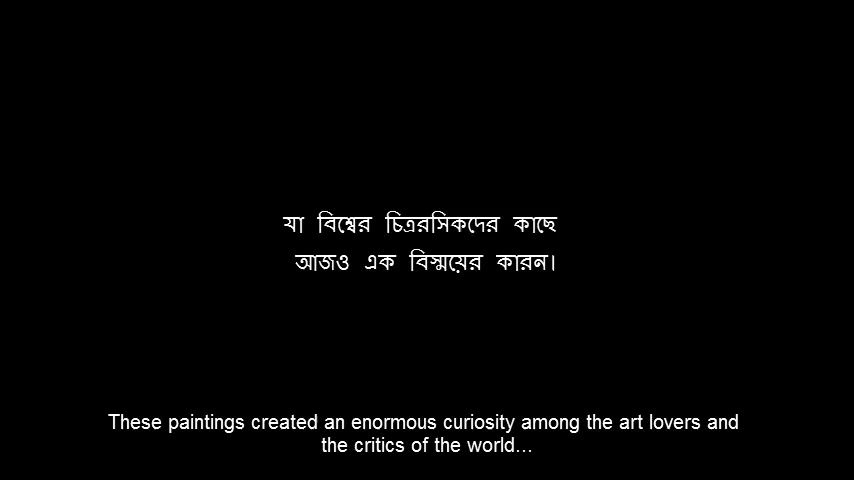 যা বিশ্বের চিত্ররসিকদের কাছে
আজও এক বিস্ময়ের কারন।
These paintings created an enormous curiosity among the art lovers and
the critics of the world...